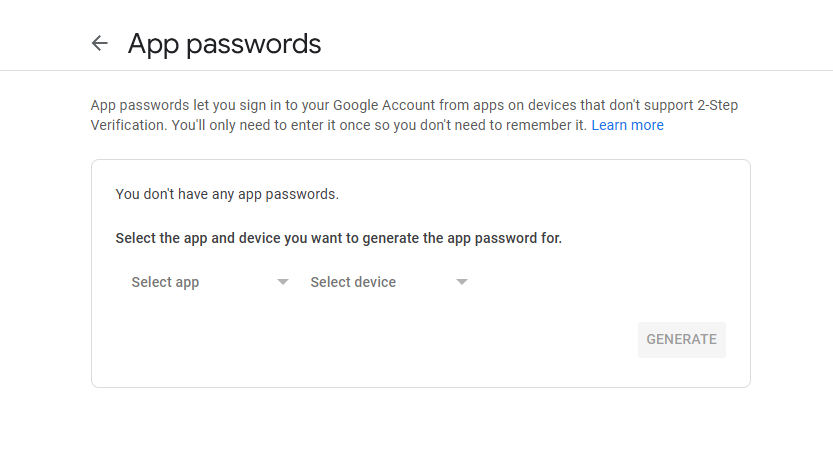 App passwords
App passwords let you sign in to your Google Account from apps on devices that don't support 2-Step
Verification. You'll only need to enter it once so you don't need to remember it. Learn more
You don't have any app passwords.
Select the app and device you want to generate the app password for.
Select app Select device
GENERATE